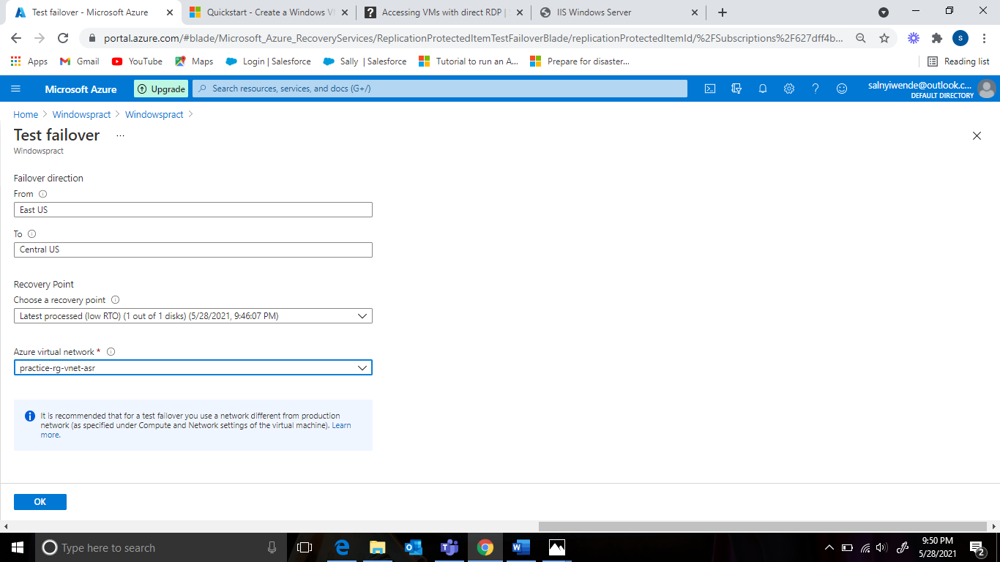 Test failover - Microsoft Azure
Quickstart - Create a Windows V
Accessing VMs with direct RDP |
IIS Windows Server
portal.azure.com/#blade/Microsoft_Azure_RecoveryServices/ReplicationProtectedItemTestFailoverBlade/replicationProtectedItemId/%2FSubscriptions%2F627dff4b...
S
Apps
Gmail
YouTube
Maps
Login | Salesforce
Sally | Salesforce
Tutorial to run an A...
Prepare for disaster...
Reading list
Microsoft Azure
Upgrade
Search resources, services, and docs (G+/)
salnyiwende@outlook.c...
DEFAULT DIRECTORY
Home > Windowspract > Windowspract >
Test failover ...
Windowspract
Failover direction
From
East US
To
Central US
Recovery Point
Choose a recovery point
Latest processed (low RTO) (1 out of 1 disks) (5/28/2021, 9:46:07 PM)
Azure virtual network *
practice-rg-vnet-asr
It is recommended that for a test failover you use a network different from production
network (as specified under Compute and Network settings of the virtual machine). Learn
more.
OK
Type here to search
9:50 PM
5/28/2021
2